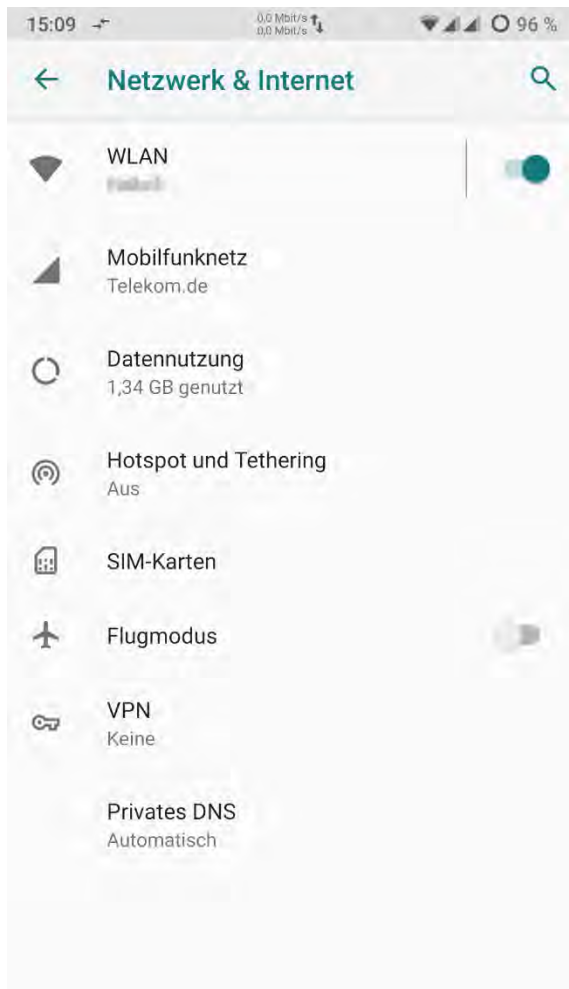 15:09
0,0 Mbit/s
0,0 Mbit/s
96 %
Netzwerk & Internet
WLAN
Mobilfunknetz
Telekom.de
Datennutzung
1,34 GB genutzt
Hotspot und Tethering
Aus
SIM-Karten
Flugmodus
VPN
Keine
Privates DNS
Automatisch